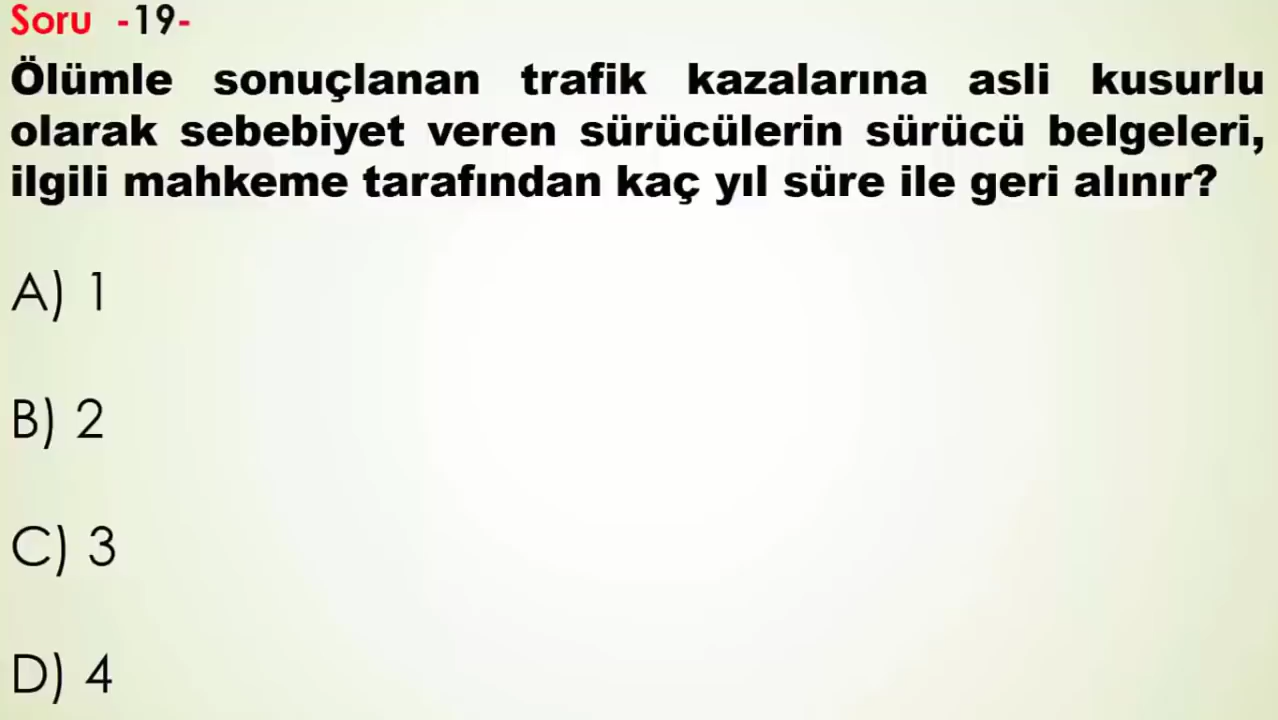 Soru -19-
Ölümle sonuçlanan trafik kazalarına asli kusurlu
olarak sebebiyet veren sürücülerin sürücü belgeleri,
ilgili mahkeme tarafından kaç yıl süre ile geri alınır?
A) 1
B) 2
C) 3
D) 4